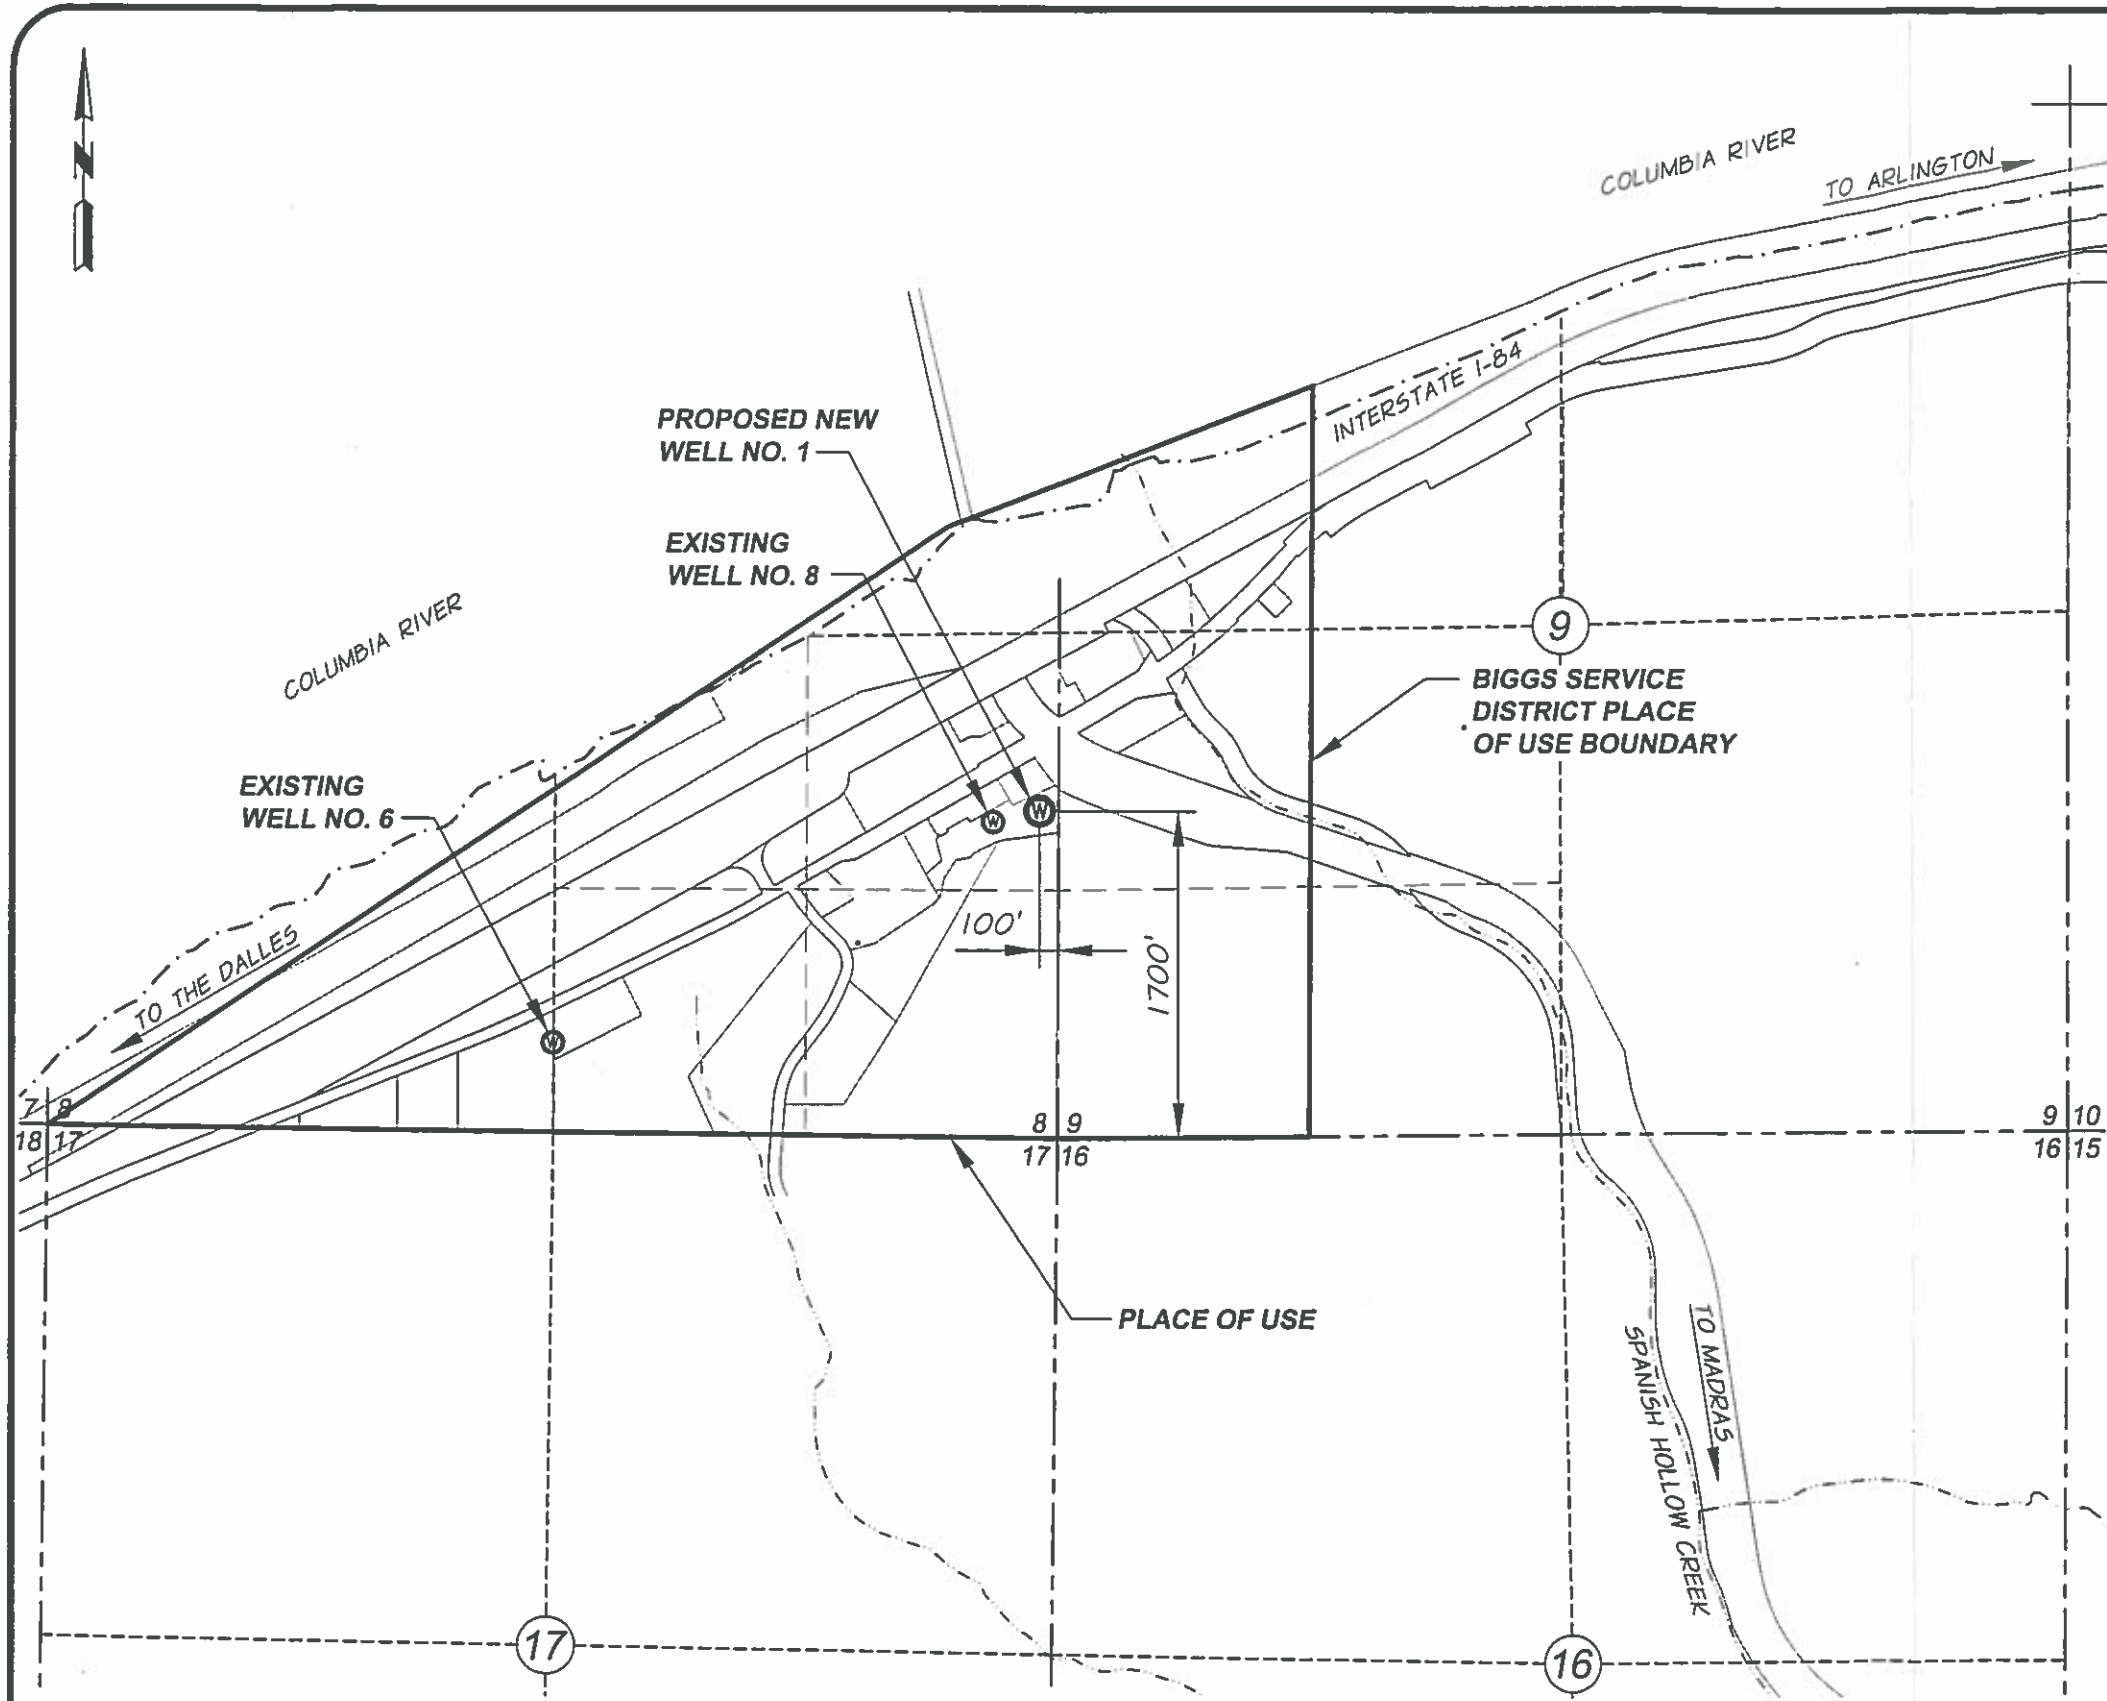 N
COLUMBIA RIVER
TO ARLINGTON
INTERSTATE I-84
PROPOSED NEW
WELL NO. 1
EXISTING
WELL NO. 8
COLUMBIA RIVER
9
BIGGS SERVICE
DISTRICT PLACE
OF USE BOUNDARY
EXISTING
WELL NO. 6
W
W
W
100'
1700'
TO THE DALLES
7 8
18 17
8 9
17 16
9 10
16 15
PLACE OF USE
TO MADRAS
SPANISH HOLLOW CREEK
17
16